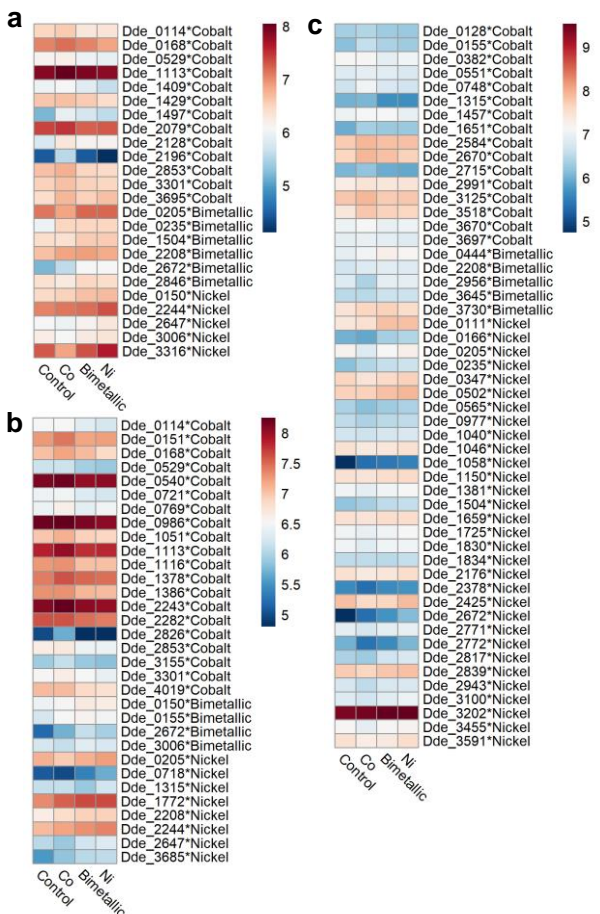 a
Dde_0114*Cobalt
Dde_0168*Cobalt
Dde_0529*Cobalt
Dde_1113*Cobalt
Dde_1409*Cobalt
Dde_1429*Cobalt
Dde_1497*Cobalt
Dde_2079*Cobalt
Dde_2128*Cobalt
Dde_2196*Cobalt
Dde_2853*Cobalt
Dde_3301*Cobalt
Dde_3695*Cobalt
Dde_0205*Bimetallic
Dde_0235*Bimetallic
Dde_1504*Bimetallic
Dde_2208*Bimetallic
Dde_2672*Bimetallic
Dde_2846*Bimetallic
Dde_0150*Nickel
Dde_2244*Nickel
Dde_2647*Nickel
Dde_3006*Nickel
Dde_3316*Nickel
Control
Co
Bimetallic
Ni
8
7
6
5
b
Dde_0114*Cobalt
Dde_0151*Cobalt
Dde_0168*Cobalt
Dde_0529*Cobalt
Dde_0540*Cobalt
Dde_0721*Cobalt
Dde_0769*Cobalt
Dde_0986*Cobalt
Dde_1051*Cobalt
Dde_1113*Cobalt
Dde_1116*Cobalt
Dde_1378*Cobalt
Dde_1386*Cobalt
Dde_2243*Cobalt
Dde_2282*Cobalt
Dde_2826*Cobalt
Dde_2853*Cobalt
Dde_3155*Cobalt
Dde_3301*Cobalt
Dde_4019*Cobalt
Dde_0150*Bimetallic
Dde_0155*Bimetallic
Dde_2672*Bimetallic
Dde_3006*Bimetallic
Dde_0205*Nickel
Dde_0718*Nickel
Dde_1315*Nickel
Dde_1772*Nickel
Dde_2208*Nickel
Dde_2244*Nickel
Dde_2647*Nickel
Dde_3685*Nickel
Control
Co
Bimetallic
Ni
8
7.5
7
6.5
6
5.5
5
c
Dde_0128*Cobalt
Dde_0155*Cobalt
Dde_0382*Cobalt
Dde_0551*Cobalt
Dde_0748*Cobalt
Dde_1315*Cobalt
Dde_1457*Cobalt
Dde_1651*Cobalt
Dde_2584*Cobalt
Dde_2670*Cobalt
Dde_2715*Cobalt
Dde_2991*Cobalt
Dde_3125*Cobalt
Dde_3518*Cobalt
Dde_3670*Cobalt
Dde_3697*Cobalt
Dde_0444*Bimetallic
Dde_2208*Bimetallic
Dde_2956*Bimetallic
Dde_3645*Bimetallic
Dde_3730*Bimetallic
Dde_0111*Nickel
Dde_0166*Nickel
Dde_0205*Nickel
Dde_0235*Nickel
Dde_0347*Nickel
Dde_0502*Nickel
Dde_0565*Nickel
Dde_0977*Nickel
Dde_1040*Nickel
Dde_1046*Nickel
Dde_1058*Nickel
Dde_1150*Nickel
Dde_1381*Nickel
Dde_1504*Nickel
Dde_1659*Nickel
Dde_1725*Nickel
Dde_1830*Nickel
Dde_1834*Nickel
Dde_2176*Nickel
Dde_2378*Nickel
Dde_2425*Nickel
Dde_2672*Nickel
Dde_2771*Nickel
Dde_2772*Nickel
Dde_2817*Nickel
Dde_2839*Nickel
Dde_2943*Nickel
Dde_3100*Nickel
Dde_3202*Nickel
Dde_3455*Nickel
Dde_3591*Nickel
Control
Co
Bimetallic
Ni
9
8
7
6
5